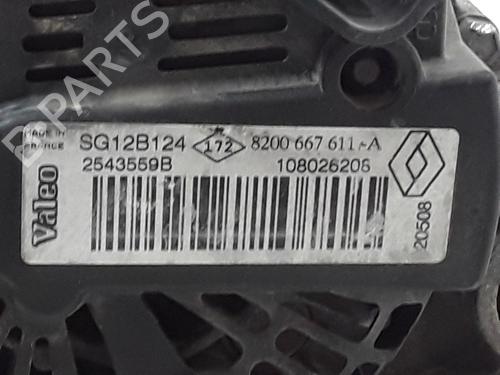 B-PARTS
MADE IN
FRANCE
SG12B124
172
8200 667 611--A
2543559B
108026206
Valeo
20508